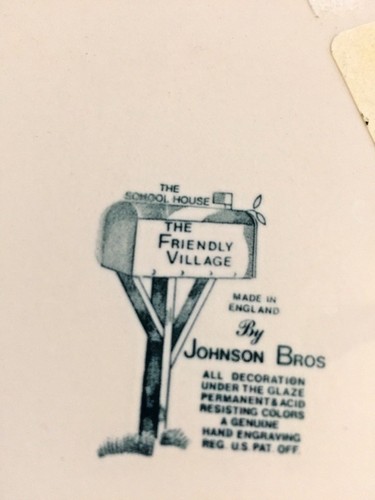 THE
SCHOOL HOUSE
THE
FRIENDLY
VILLAGE
MADE IN
ENGLAND
By
JOHNSON BROS
ALL DECORATION
UNDER THE GLAZE
PERMANENT & ACID
RESISTING COLORS
A GENUINE
HAND ENGRAVING
REG. U.S. PAT. OFF.